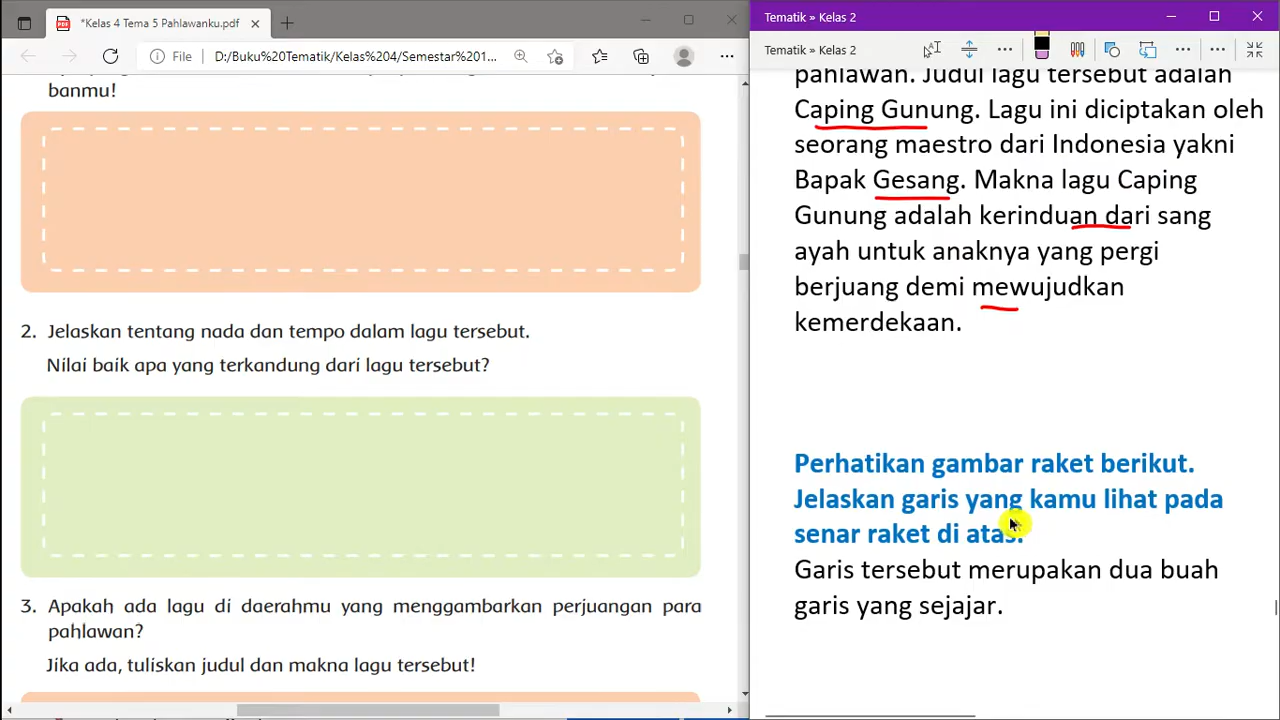 *Kelas 4 Tema 5 Pahlawanku.pdf
File
D:/Buku%20Tematik/Kelas%204/Semestar%201...
banmu!
2. Jelaskan tentang nada dan tempo dalam lagu tersebut.
Nilai baik apa yang terkandung dari lagu tersebut?
3. Apakah ada lagu di daerahmu yang menggambarkan perjuangan para
pahlawan?
Jika ada, tuliskan judul dan makna lagu tersebut!
Tematik » Kelas 2
Tematik » Kelas 2
pahlawan. Judul lagu tersebut adalah
Caping Gunung. Lagu ini diciptakan oleh
seorang maestro dari Indonesia yakni
Bapak Gesang. Makna lagu Caping
Gunung adalah kerinduan dari sang
ayah untuk anaknya yang pergi
berjuang demi mewujudkan
kemerdekaan.
Perhatikan gambar raket berikut.
Jelaskan garis yang kamu lihat pada
senar raket di atas.
Garis tersebut merupakan dua buah
garis yang sejajar.